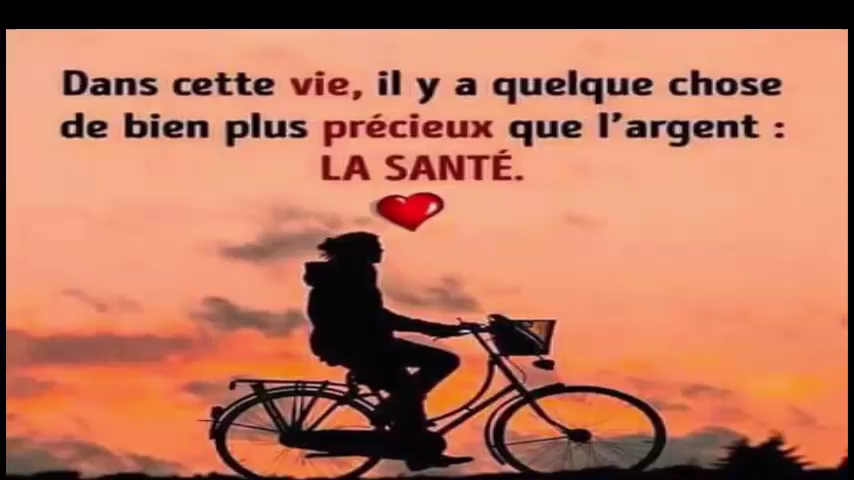 Dans cette vie, il y a quelque chose
de bien plus précieux que l'argent :
LA SANTÉ.